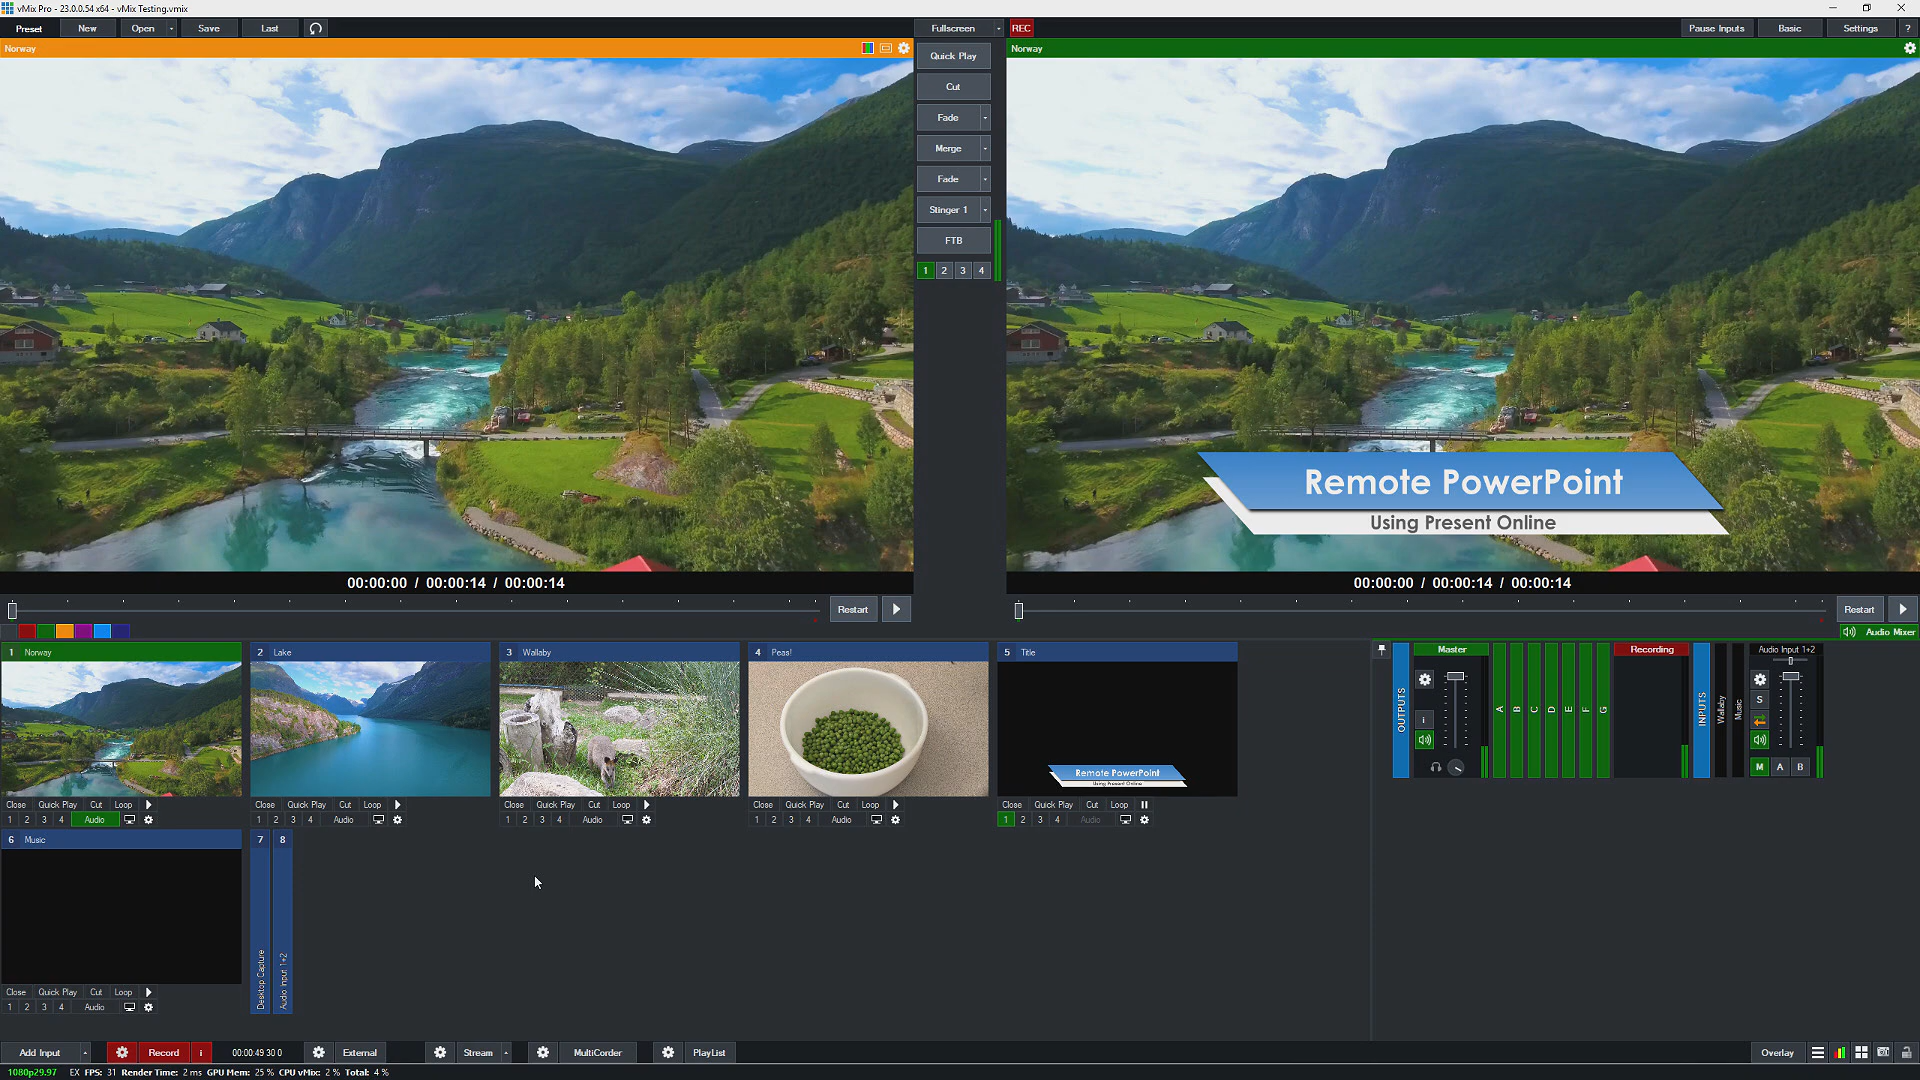 vMix Pro - 23.0.0.54 x64 - vMix Testing.vmix
Preset New Open Save Last Fullscreen REC Pause Inputs Basic Settings ?
Norway
Norway
Quick Play
Cut
Fade
Merge
Fade
Stinger 1
FTB
1 2 3 4
Remote PowerPoint
Using Present Online
00:00:00 / 00:00:14 / 00:00:14
00:00:00 / 00:00:14 / 00:00:14
Restart
Restart
Audio Mixer
1 Norway
2 Lake
3 Wallaby
4 Peas!
5 Title
Remote PowerPoint
Using Present Online
Close Quick Play Cut Loop
1 2 3 4 Audio
Close Quick Play Cut Loop
1 2 3 4 Audio
Close Quick Play Cut Loop
1 2 3 4 Audio
Close Quick Play Cut Loop
1 2 3 4 Audio
Close Quick Play Cut Loop
1 2 3 4 Audio
OUTPUTS
Master
i
A B C D E F G
Recording
INPUTS
Wallaby
Music
Audio Input 1+2
S
M A B
6 Music
7 Desktop Capture
8 Audio Input 1+2
Close Quick Play Cut Loop
1 2 3 4 Audio
Add Input Record i 00:00:49 30 0 External Stream MultiCorder PlayList Overlay
1080p29.97 EX FPS: 31 Render Time: 2 ms GPU Mem: 25 % CPU vMix: 2 % Total: 4 %